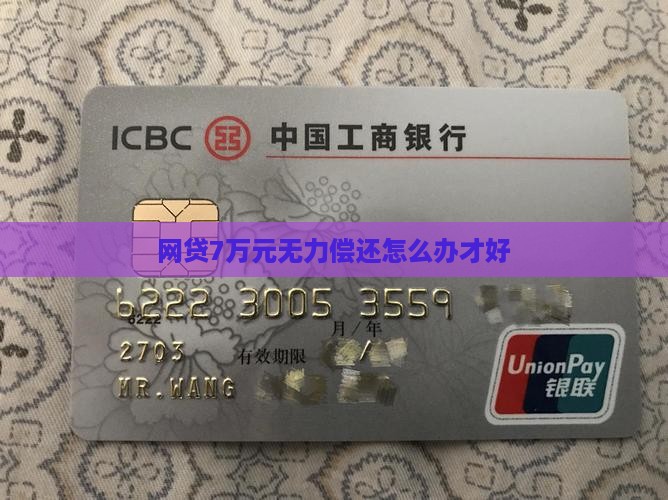 ICBC 中国工商银行
网贷7万元无力偿还怎么办才好
6222 3005 3559
6222
月/年
2703 有效期限 /
MR.WANG
UnionPay
银联